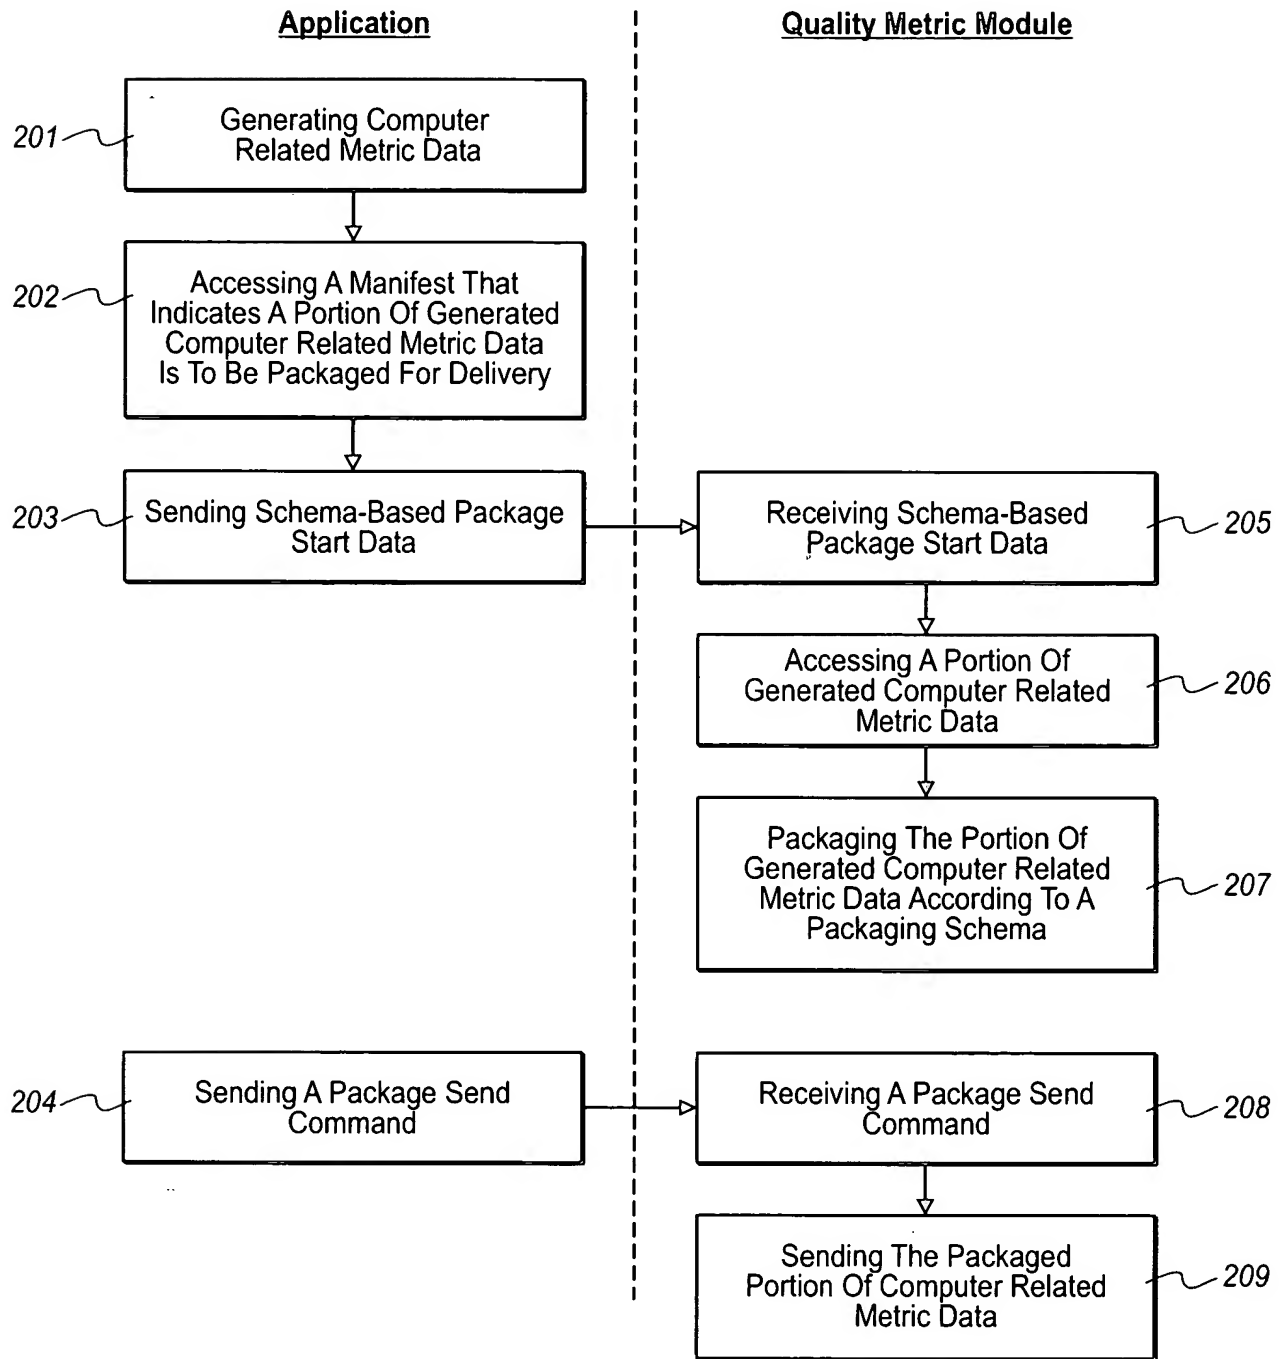 Application
Quality Metric Module
201
Generating Computer
Related Metric Data
202
Accessing A Manifest That
Indicates A Portion Of Generated
Computer Related Metric Data
Is To Be Packaged For Delivery
203
Sending Schema-Based Package
Start Data
Receiving Schema-Based
Package Start Data
205
Accessing A Portion Of
Generated Computer Related
Metric Data
206
Packaging The Portion Of
Generated Computer Related
Metric Data According To A
Packaging Schema
207
204
Sending A Package Send
Command
Receiving A Package Send
Command
208
Sending The Packaged
Portion Of Computer Related
Metric Data
209